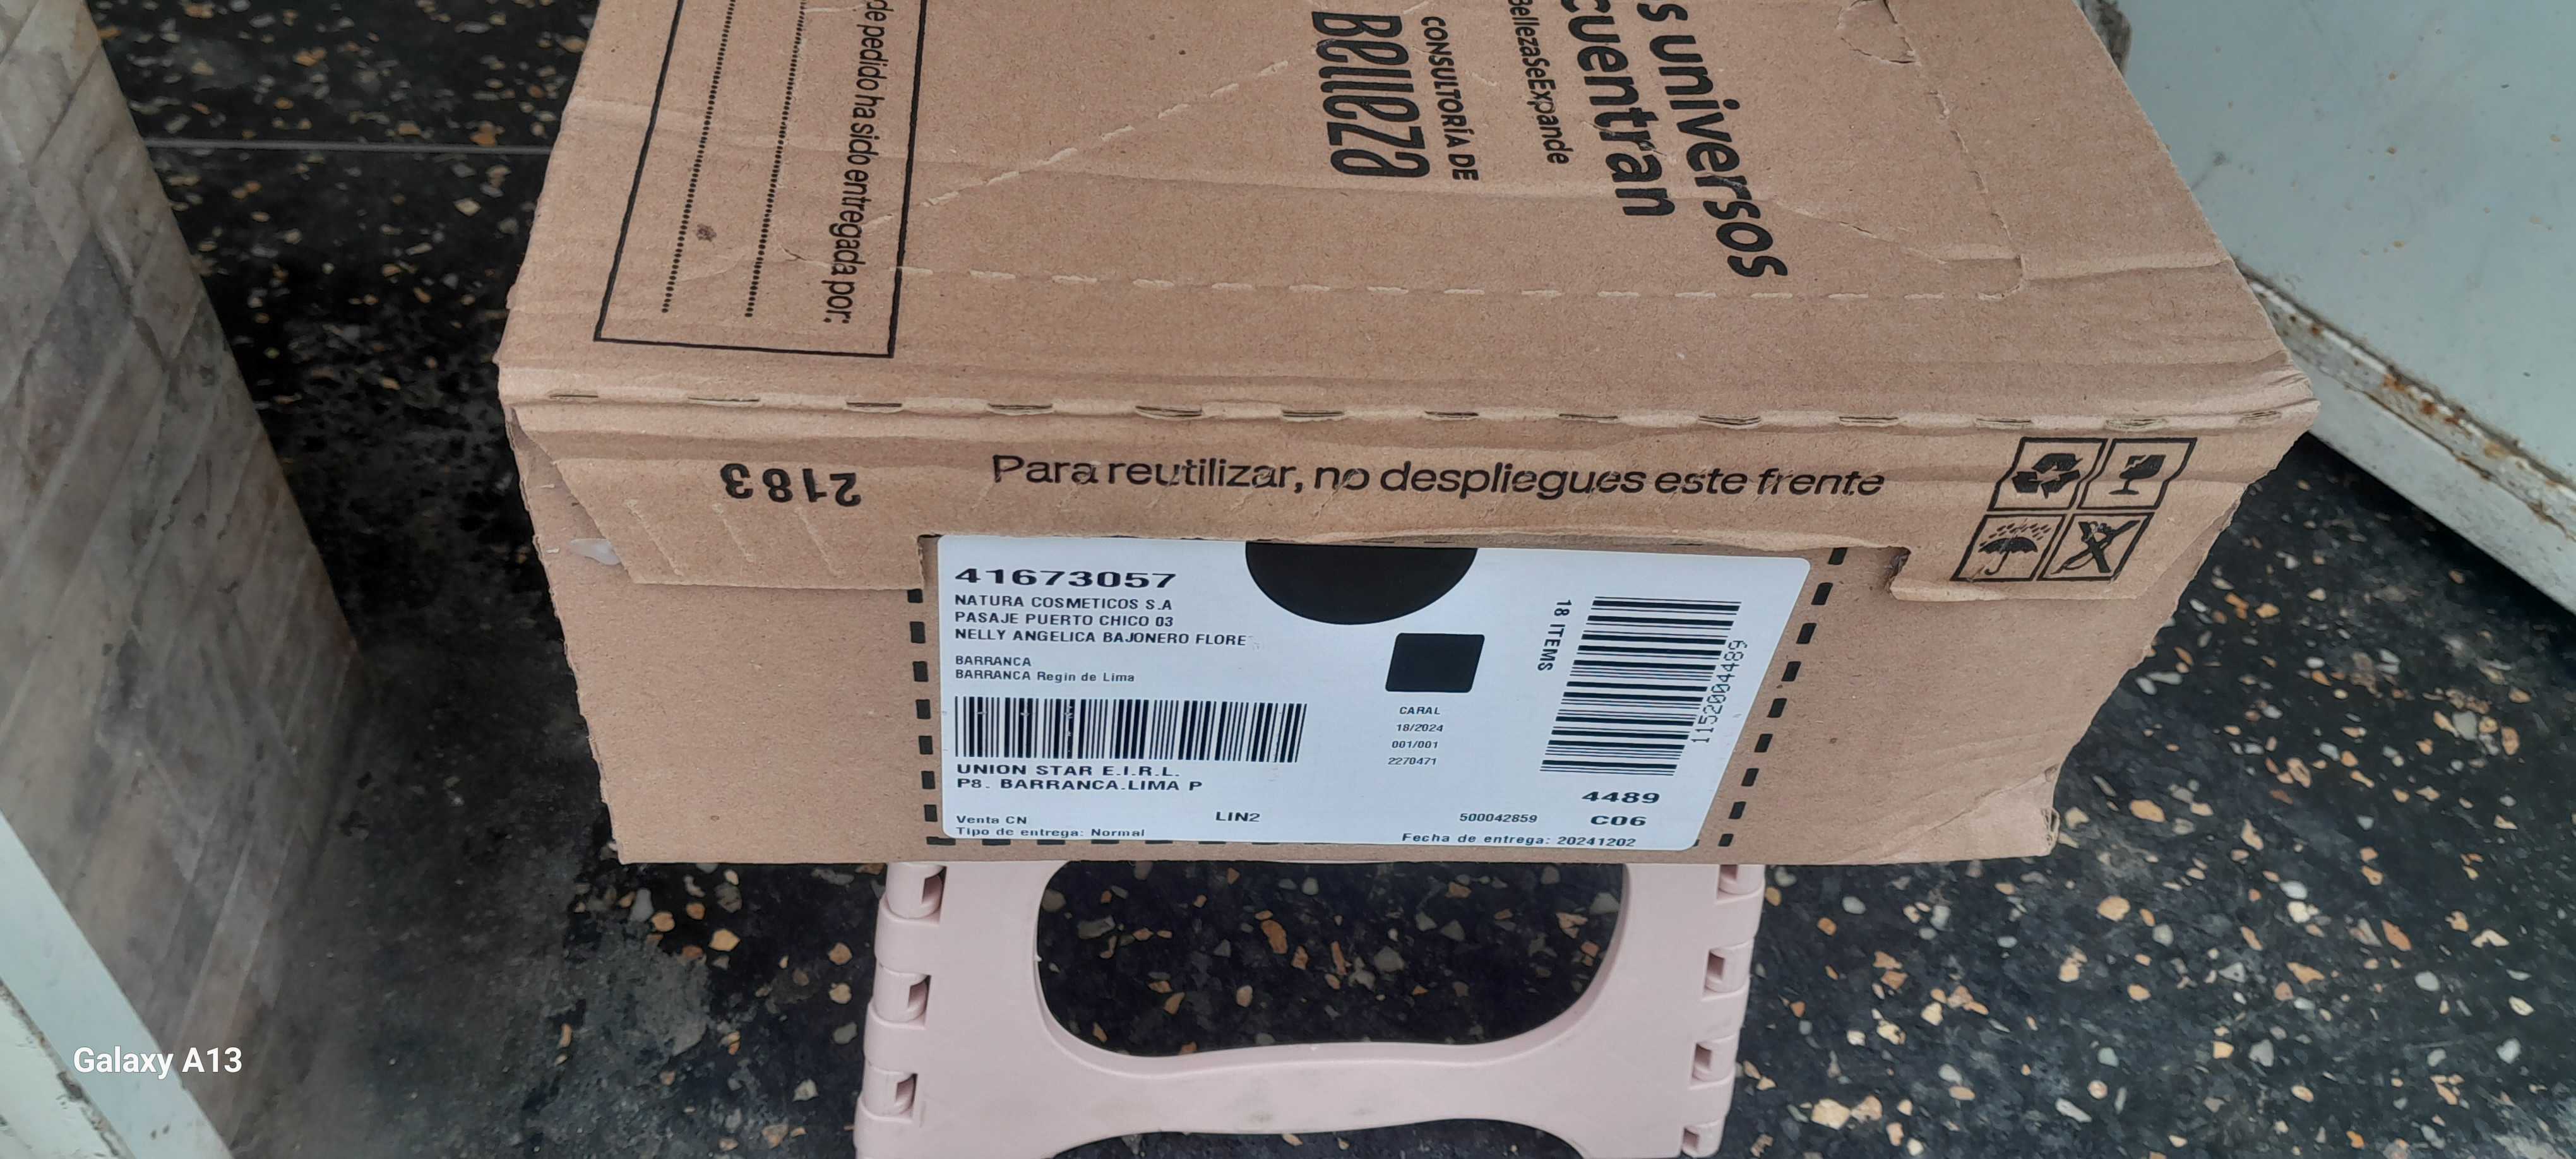 de pedido ha sido entregada por:
CONSULTORÍA DE
Belleza
s universos
cuentran
BellezaSeExpande
2183
Para reutilizar, no despliegues este frente
41673057
NATURA COSMETICOS S.A
PASAJE PUERTO CHICO 03
NELLY ANGELICA BAJONERO FLORE
BARRANCA
BARRANCA Regin de Lima
UNION STAR E.I.R.L.
P8. BARRANCA.LIMA P
Venta CN
LIN2
Tipo de entrega: Normal
CARAL
18/2024
001/001
2270471
18 ITEMS
1152004489
4489
500042859
C06
Fecha de entrega: 20241202
Galaxy A13